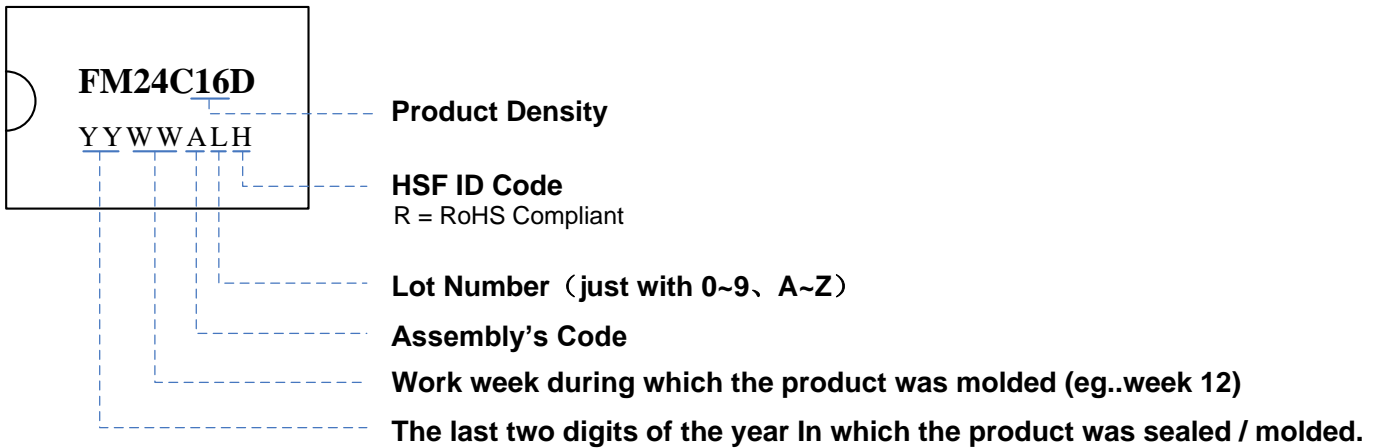 FM24C16D
YYWWALH
Product Density
HSF ID Code
R = RoHS Compliant
Lot Number（just with 0~9、A~Z）
Assembly’s Code
Work week during which the product was molded (eg..week 12)
The last two digits of the year In which the product was sealed / molded.